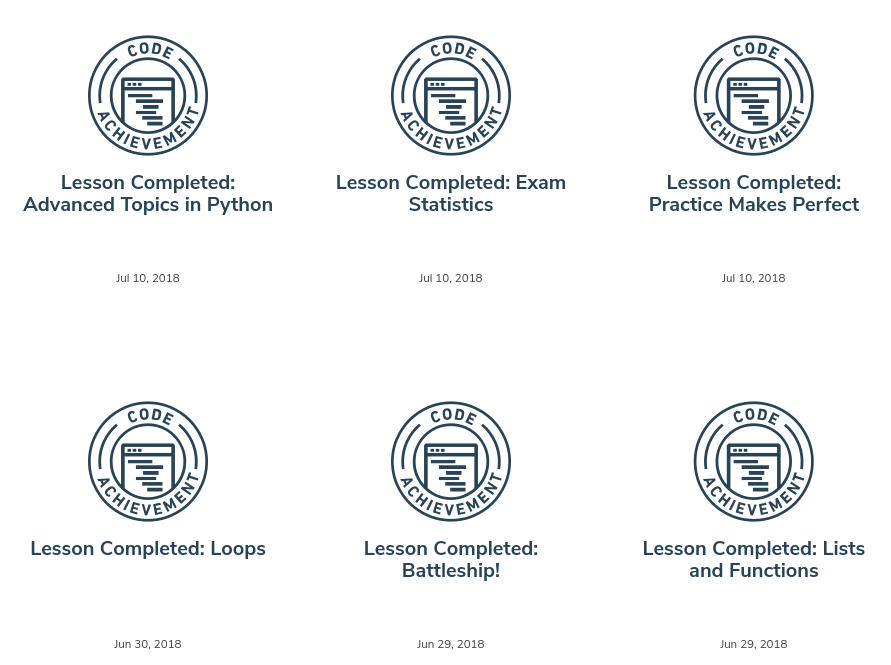 CODE ACHIEVEMENT
CODE ACHIEVEMENT
CODE ACHIEVEMENT
Lesson Completed:
Advanced Topics in Python
Lesson Completed: Exam
Statistics
Lesson Completed:
Practice Makes Perfect
Jul 10, 2018
Jul 10, 2018
Jul 10, 2018
CODE ACHIEVEMENT
CODE ACHIEVEMENT
CODE ACHIEVEMENT
Lesson Completed: Loops
Lesson Completed:
Battleship!
Lesson Completed: Lists
and Functions
Jun 30, 2018
Jun 29, 2018
Jun 29, 2018